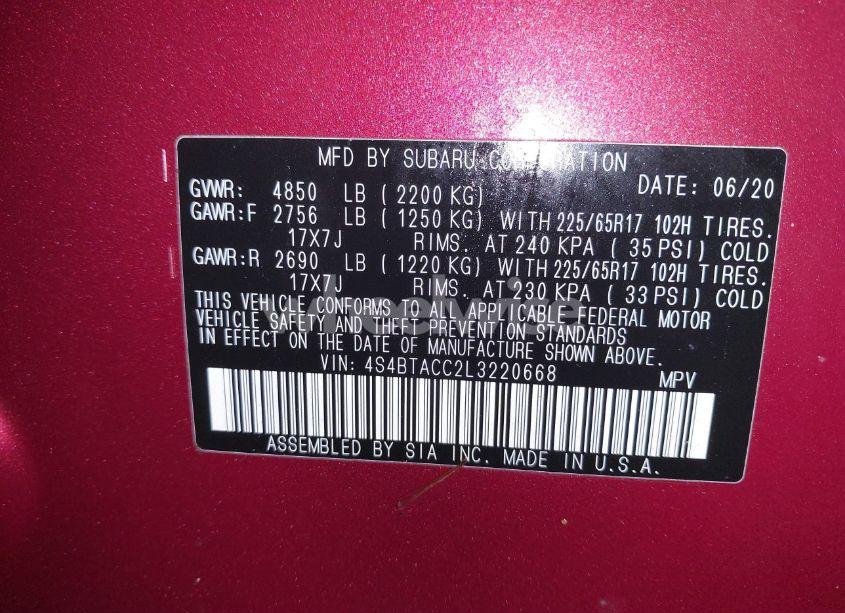 MFD BY SUBARU CORPORATION
DATE: 06/20
GVWR: 4850 LB ( 2200 KG)
GAWR:F 2756 LB ( 1250 KG) WITH 225/65R17 102H TIRES.
17X7J RIMS. AT 240 KPA ( 35 PSI) COLD
GAWR:R 2690 LB ( 1220 KG) WITH 225/65R17 102H TIRES.
17X7J RIMS. AT 230 KPA ( 33 PSI) COLD
THIS VEHICLE CONFORMS TO ALL APPLICABLE FEDERAL MOTOR
VEHICLE SAFETY AND THEFT PREVENTION STANDARDS
IN EFFECT ON THE DATE OF MANUFACTURE SHOWN ABOVE.
VIN: 4S4BTACC2L3220668 MPV
ASSEMBLED BY SIA INC. MADE IN U.S.A.